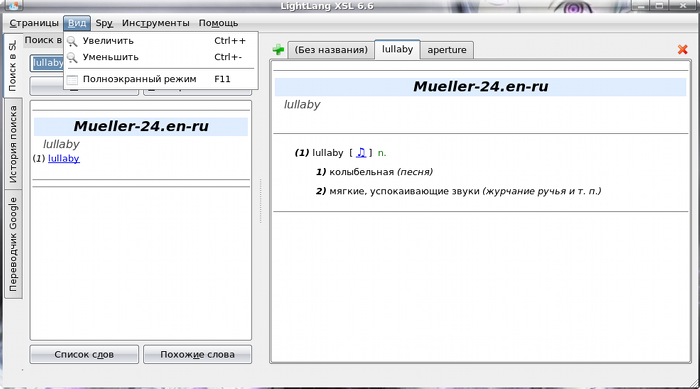 LightLang XSL 6.6
Страницы Вид Spy Инструменты Помощь
Увеличить Ctrl++
Уменьшить Ctrl+-
Полноэкранный режим F11
Поиск в SL
История поиска
Переводчик Google
Поиск в
lullaby
Mueller-24.en-ru
lullaby
(1) lullaby
Список слов Похожие слова
(Без названия) lullaby aperture
Mueller-24.en-ru
lullaby
(1) lullaby [ ♫ ] n.
1) колыбельная (песня)
2) мягкие, успокаивающие звуки (журчание ручья и т. п.)